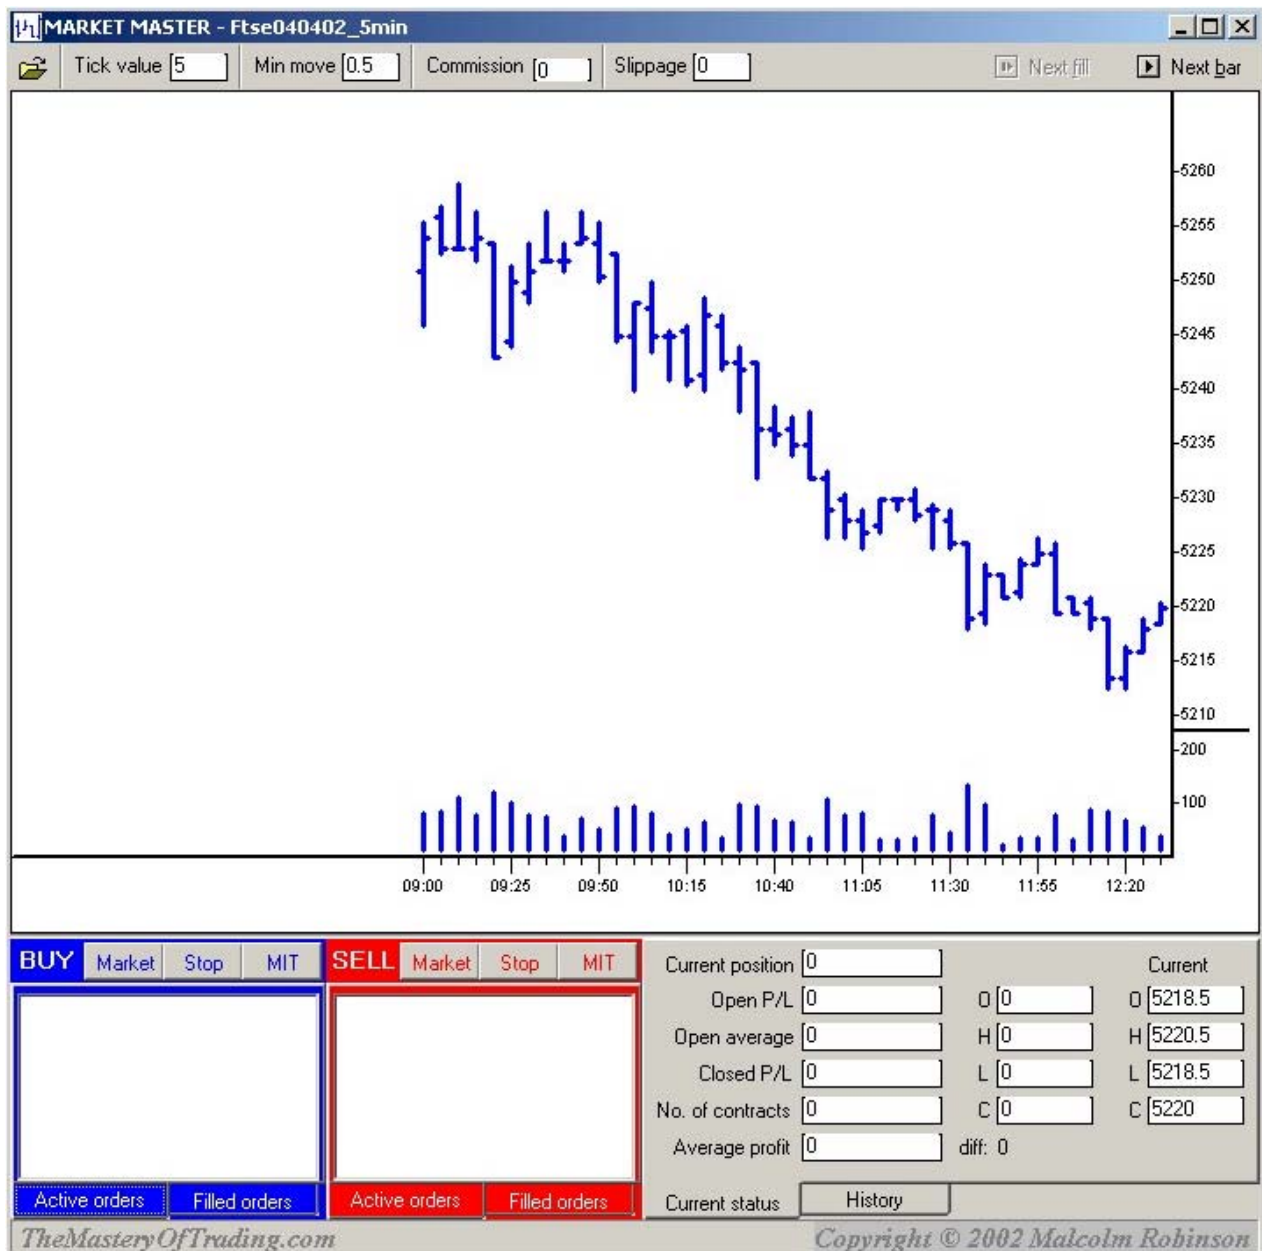 MARKET MASTER - Ftse040402_5min
Tick value 5 Min move 0.5 Commission 0 Slippage 0 Next fill Next bar
5260
5255
5250
5245
5240
5235
5230
5225
5220
5215
5210
200
100
09:00 09:25 09:50 10:15 10:40 11:05 11:30 11:55 12:20
BUY Market Stop MIT SELL Market Stop MIT
Current position 0 Current
Open P/L 0 O 0 O 5218.5
Open average 0 H 0 H 5220.5
Closed P/L 0 L 0 L 5218.5
No. of contracts 0 C 0 C 5220
Average profit 0 diff: 0
Active orders Filled orders Active orders Filled orders Current status History
TheMasteryOfTrading.com Copyright © 2002 Malcolm Robinson